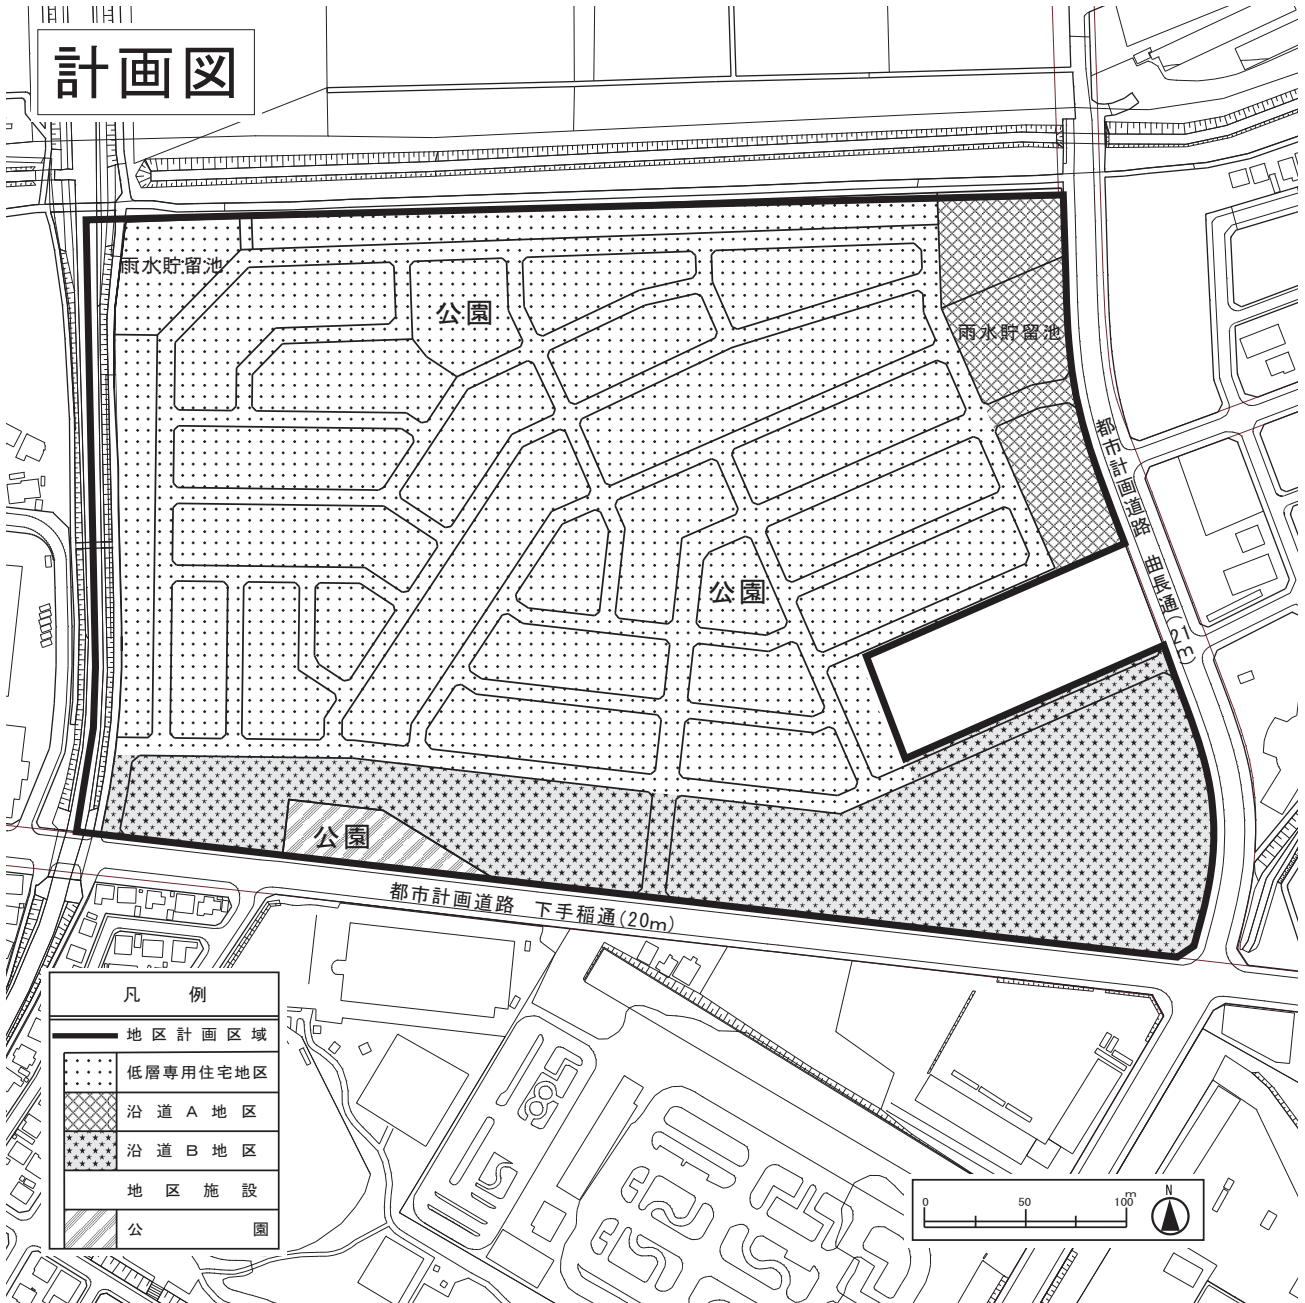 計画図
雨水貯留池
公園
雨水貯留池
都市計画道路 曲長通(21m)
公園
公園
都市計画道路 下手稲通(20m)
凡例
地区計画区域
低層専用住宅地区
沿道A地区
沿道B地区
地区施設
公園
0 50 100m
N